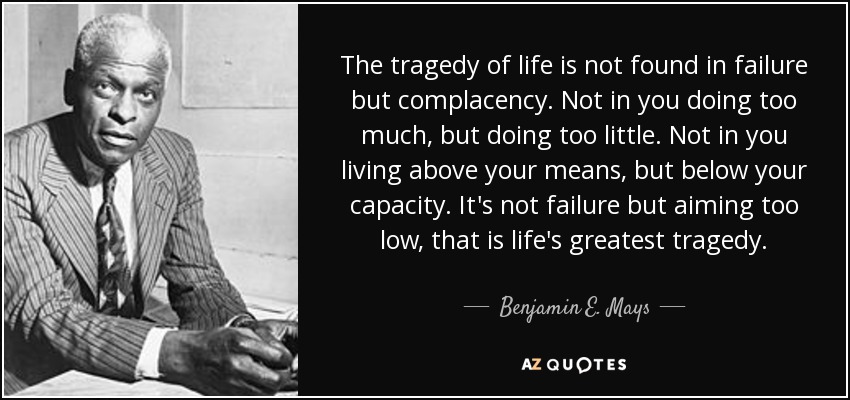 The tragedy of life is not found in failure
but complacency. Not in you doing too
much, but doing too little. Not in you
living above your means, but below your
capacity. It's not failure but aiming too
low, that is life's greatest tragedy.
Benjamin E. Mays
AZ QUOTES